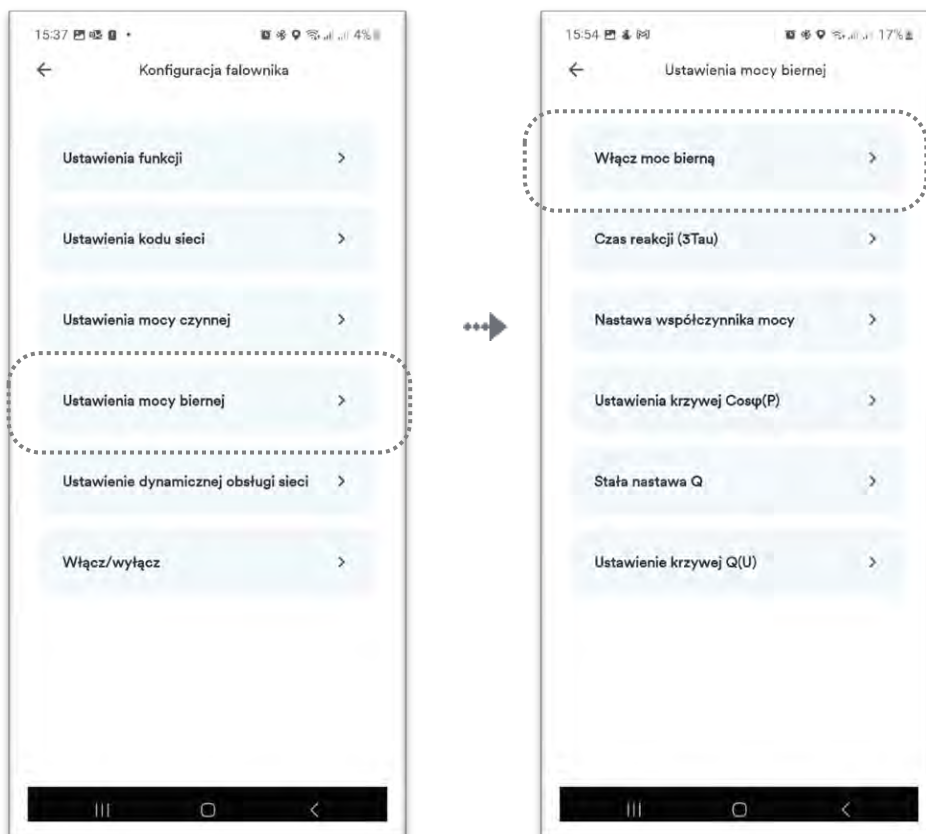 15:37
4%
Konfiguracja falownika
Ustawienia funkcji
Ustawienia kodu sieci
Ustawienia mocy czynnej
Ustawienia mocy biernej
Ustawienie dynamicznej obsługi sieci
Włącz/wyłącz
15:54
17%
Ustawienia mocy biernej
Włącz moc bierną
Czas reakcji (3Tau)
Nastawa współczynnika mocy
Ustawienia krzywej Cosφ(P)
Stała nastawa Q
Ustawienie krzywej Q(U)